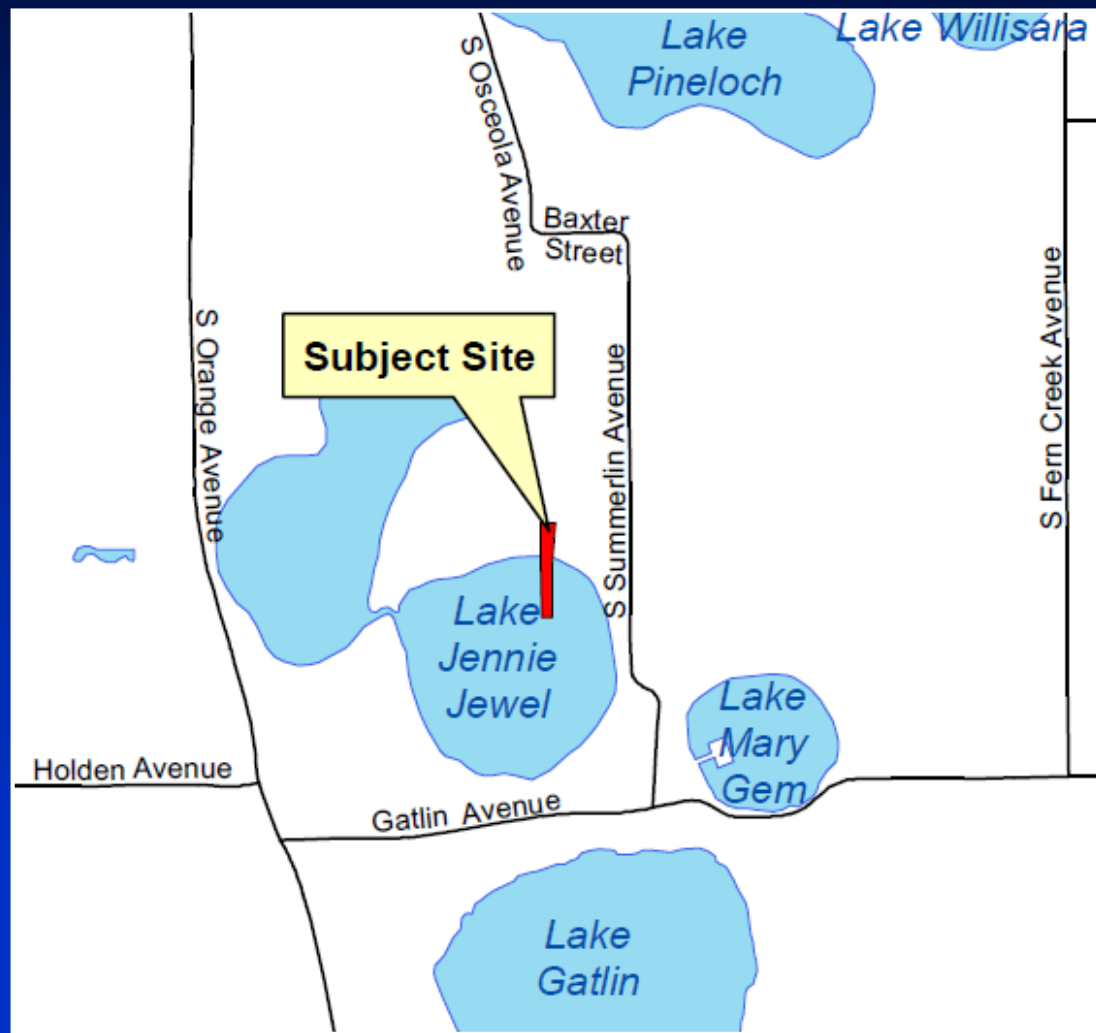 Lake
Pineloch
Lake Willisara
S Osceola Avenue
Baxter
Street
S Orange Avenue
Subject Site
S Summerlin Avenue
S Fern Creek Avenue
Lake
Jennie
Jewel
Lake
Mary
Gem
Holden Avenue
Gatlin Avenue
Lake
Gatlin